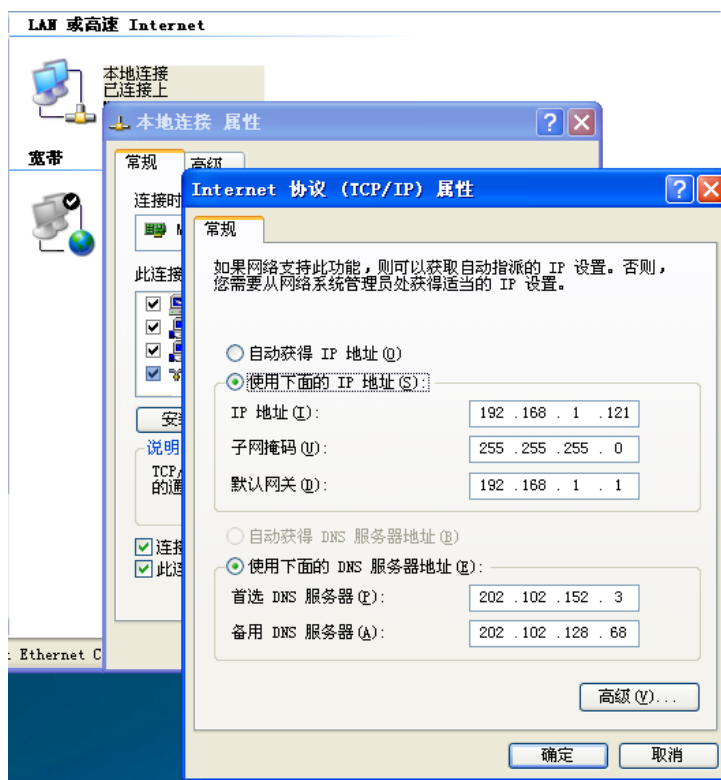 LAN 或高速 Internet
本地连接
已连接上
本地连接 属性
宽带
常规
高级
连接时
Internet 协议 (TCP/IP) 属性
常规
此连接
如果网络支持此功能，则可以获取自动指派的 IP 设置。否则，
您需要从网络系统管理员处获得适当的 IP 设置。
自动获得 IP 地址(O)
使用下面的 IP 地址(S):
IP 地址(I): 192 .168 . 1 .121
子网掩码(U): 255 .255 .255 . 0
默认网关(D): 192 .168 . 1 . 1
说明
TCP/
的通
自动获得 DNS 服务器地址(B)
使用下面的 DNS 服务器地址(E):
首选 DNS 服务器(P): 202 .102 .152 . 3
备用 DNS 服务器(A): 202 .102 .128 . 68
连接
此连
Ethernet C
高级(V)...
确定
取消